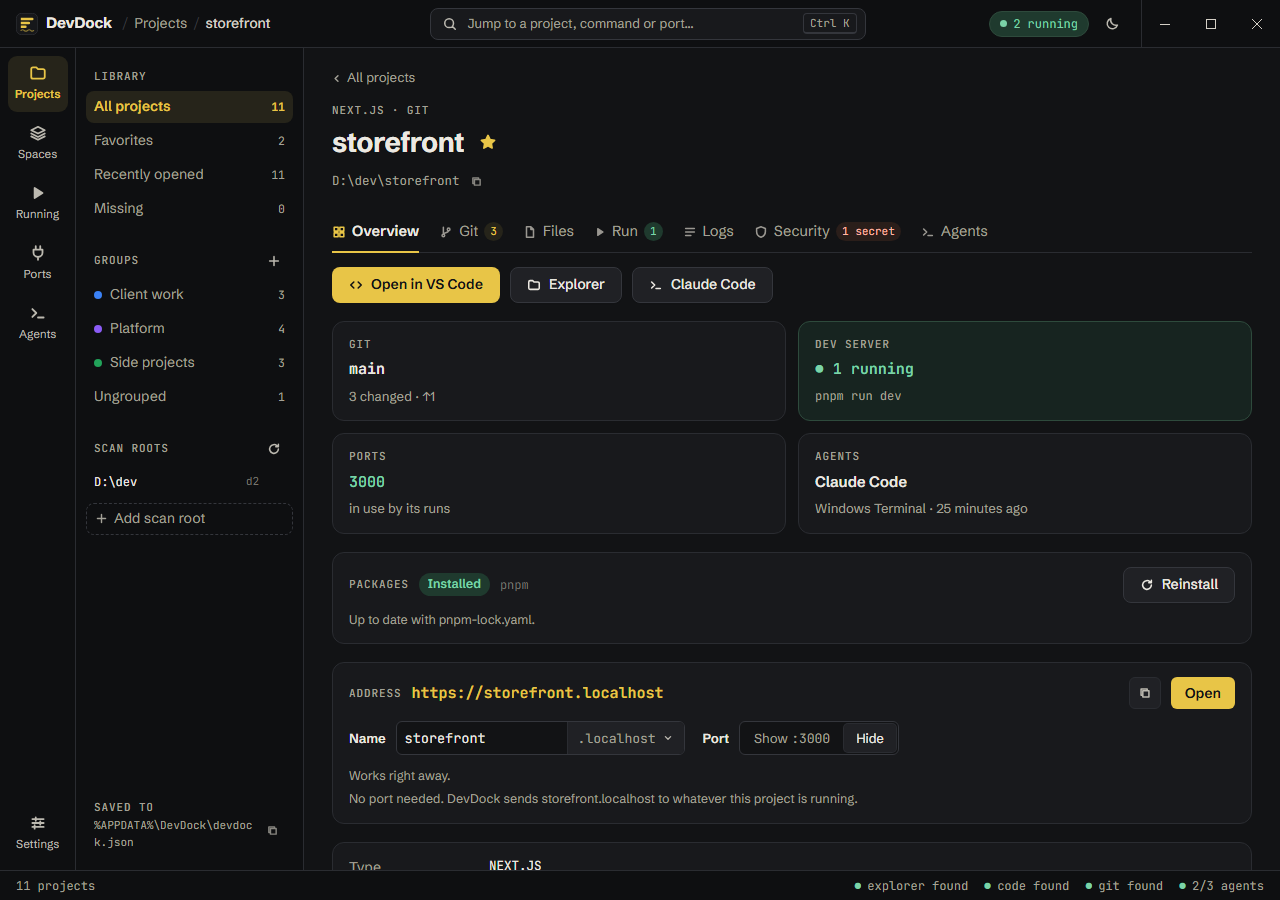 DevDock / Projects / storefront
Jump to a project, command or port... Ctrl K
2 running
Projects
Spaces
Running
Ports
Agents
Settings
LIBRARY
All projects 11
Favorites 2
Recently opened 11
Missing 0
GROUPS +
Client work 3
Platform 4
Side projects 3
Ungrouped 1
SCAN ROOTS
D:\dev d2
+ Add scan root
SAVED TO
%APPDATA%\DevDock\devdoc
k.json
‹ All projects
NEXT.JS · GIT
storefront
D:\dev\storefront
Overview Git 3 Files Run 1 Logs Security 1 secret Agents
Open in VS Code Explorer Claude Code
GIT
main
3 changed · ↑1
DEV SERVER
1 running
pnpm run dev
PORTS
3000
in use by its runs
AGENTS
Claude Code
Windows Terminal · 25 minutes ago
PACKAGES Installed pnpm Reinstall
Up to date with pnpm-lock.yaml.
ADDRESS https://storefront.localhost Open
Name storefront .localhost Port Show :3000 Hide
Works right away.
No port needed. DevDock sends storefront.localhost to whatever this project is running.
Type NEXT.JS
11 projects
explorer found code found git found 2/3 agents